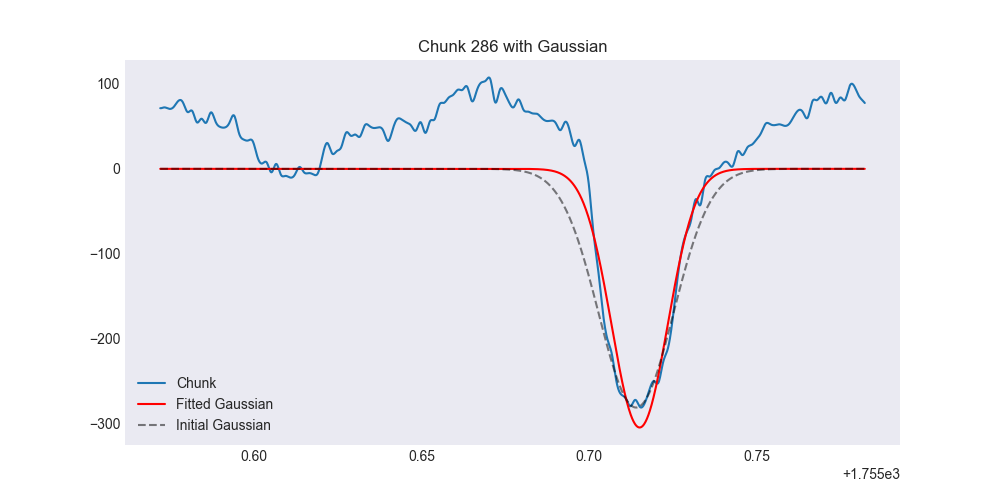 Chunk 286 with Gaussian
100
0
−100
−200
−300
Chunk
Fitted Gaussian
Initial Gaussian
0.60 0.65 0.70 0.75
+1.755e3